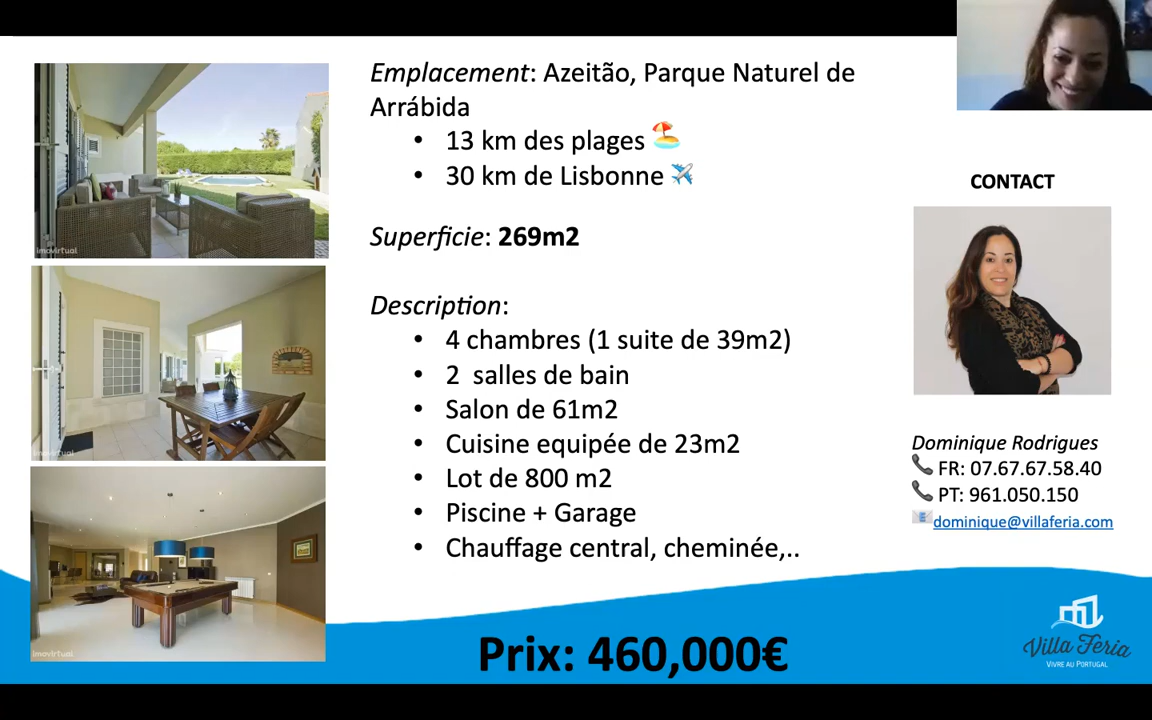 Emplacement: Azeitão, Parque Naturel de
Arrábida
• 13 km des plages
• 30 km de Lisbonne
Superficie: 269m2
Description:
• 4 chambres (1 suite de 39m2)
• 2 salles de bain
• Salon de 61m2
• Cuisine equipée de 23m2
• Lot de 800 m2
• Piscine + Garage
• Chauffage central, cheminée,..
Prix: 460,000€
CONTACT
Dominique Rodrigues
FR: 07.67.67.58.40
PT: 961.050.150
dominique@villaferia.com
Villa Feria
VIVRE AU PORTUGAL
imovirtual
imovirtual
imovirtual